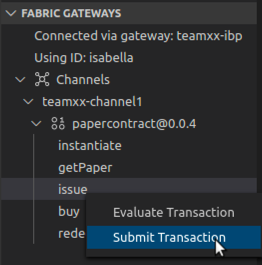 FABRIC GATEWAYS
Connected via gateway: teamxx-ibp
Using ID: isabella
Channels
teamxx-channel1
papercontract@0.0.4
instantiate
getPaper
issue
buy
rede
Evaluate Transaction
Submit Transaction